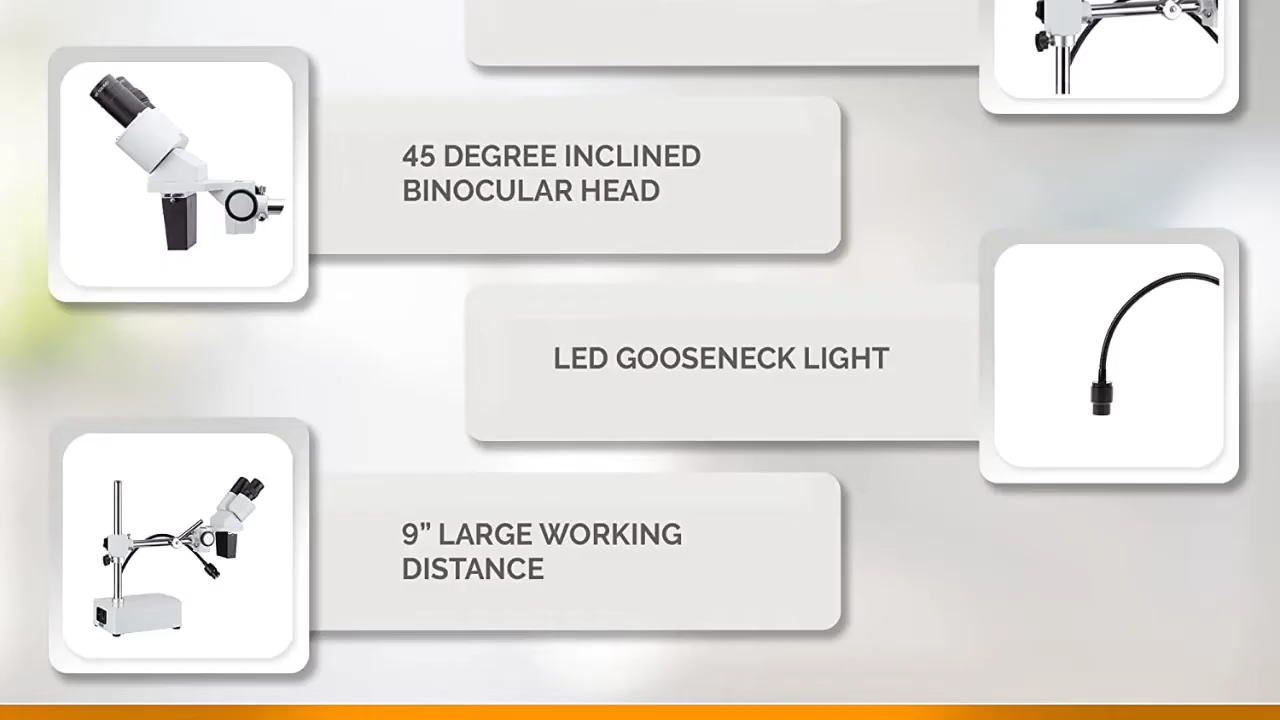 45 DEGREE INCLINED
BINOCULAR HEAD
LED GOOSENECK LIGHT
9” LARGE WORKING
DISTANCE